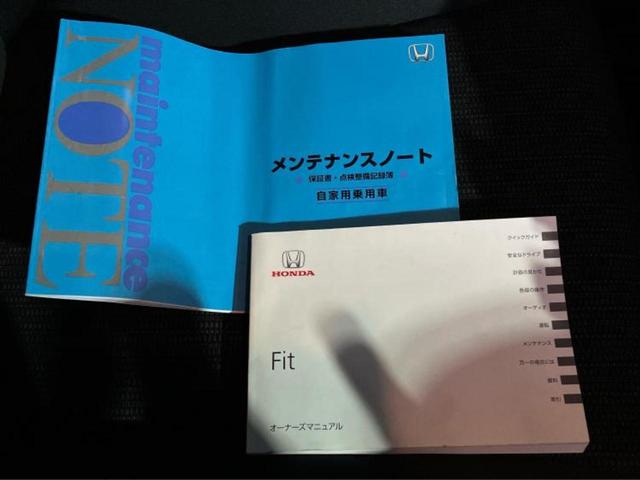 maintenance
NOTE
メンテナンスノート
保証書・点検整備記録簿
自家用乗用車
HONDA
Fit
オーナーズマニュアル
クイックガイド
安全なドライブ
計器の見かた
各部の操作
オーディオ
運転
メンテナンス
万一の場合には
資料
索引